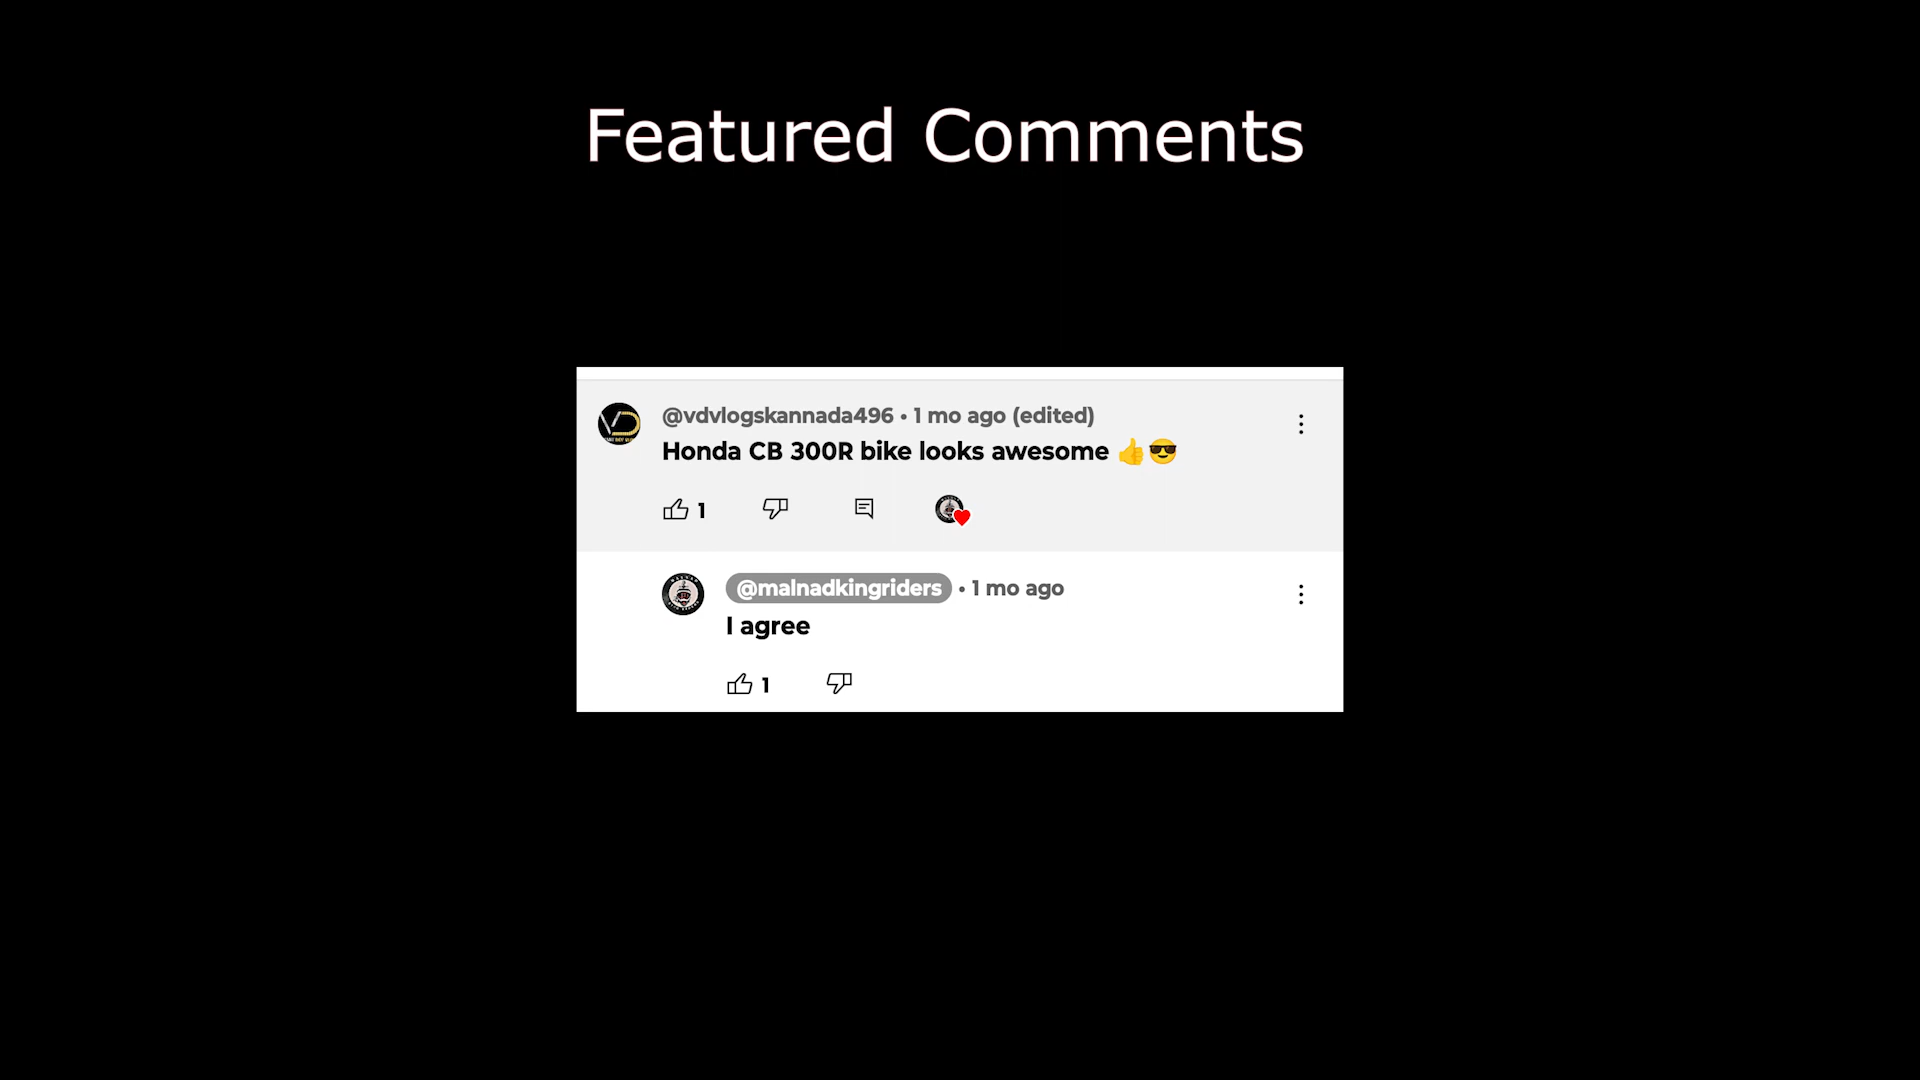 Featured Comments
@vdvlogskannada496 • 1 mo ago (edited)
Honda CB 300R bike looks awesome 👍😎
1
@malnadkingriders • 1 mo ago
I agree
1